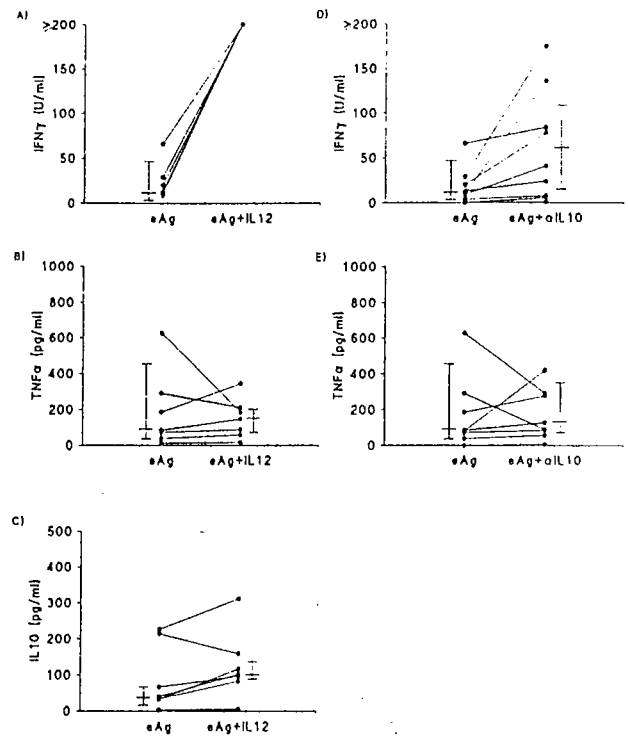 A)
≥200
150
100
50
0
IFNγ (U/ml)
eAg eAg+IL12
D)
≥200
150
100
50
0
IFNγ (U/ml)
eAg eAg+αIL10
B)
1000
800
600
400
200
0
TNFα (pg/ml)
eAg eAg+IL12
E)
1000
800
600
400
200
0
TNFα (pg/ml)
eAg eAg+αIL10
C)
500
400
300
200
100
0
IL10 (pg/ml)
eAg eAg+IL12